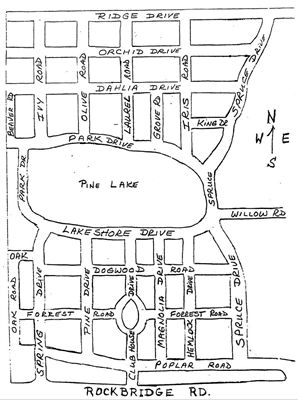 RIDGE DRIVE
ORCHID DRIVE
DAHLIA DRIVE
BEAVER RD
IVY ROAD
OLIVE ROAD
LAUREL ROAD
GROVE RD
IRIS ROAD
KING DR
SPRUCE DRIVE
N
W E
S
PARK DRIVE
PARK DR
PINE LAKE
SPRUCE
WILLOW RD
LAKESHORE DRIVE
OAK
DOGWOOD ROAD
OAK ROAD
SPRING DRIVE
PINE DRIVE
CLUB HOUSE DRIVE
MAGNOLIA DRIVE
HEMLOCK DRIVE
SPRUCE DRIVE
FORREST ROAD
FORREST ROAD
POPLAR ROAD
ROCKBRIDGE RD.